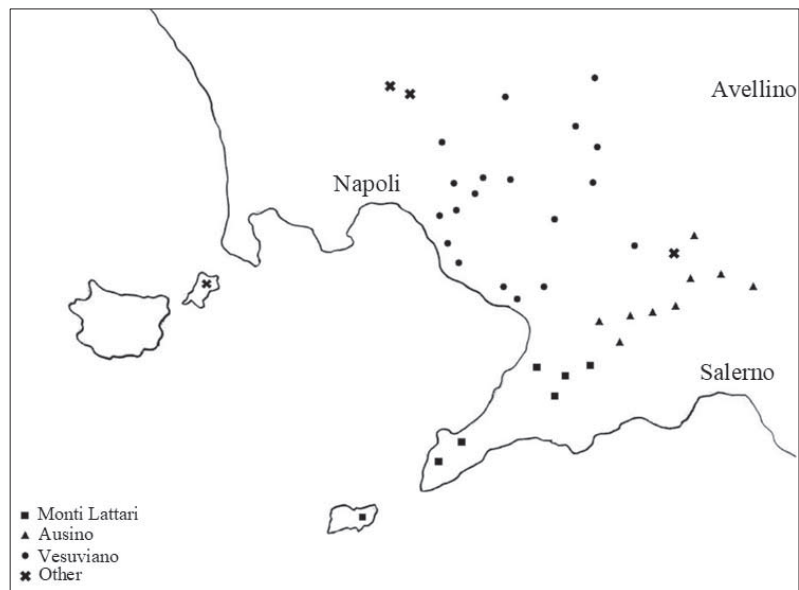 Avellino
Napoli
Salerno
Monti Lattari
Ausino
Vesuviano
Other